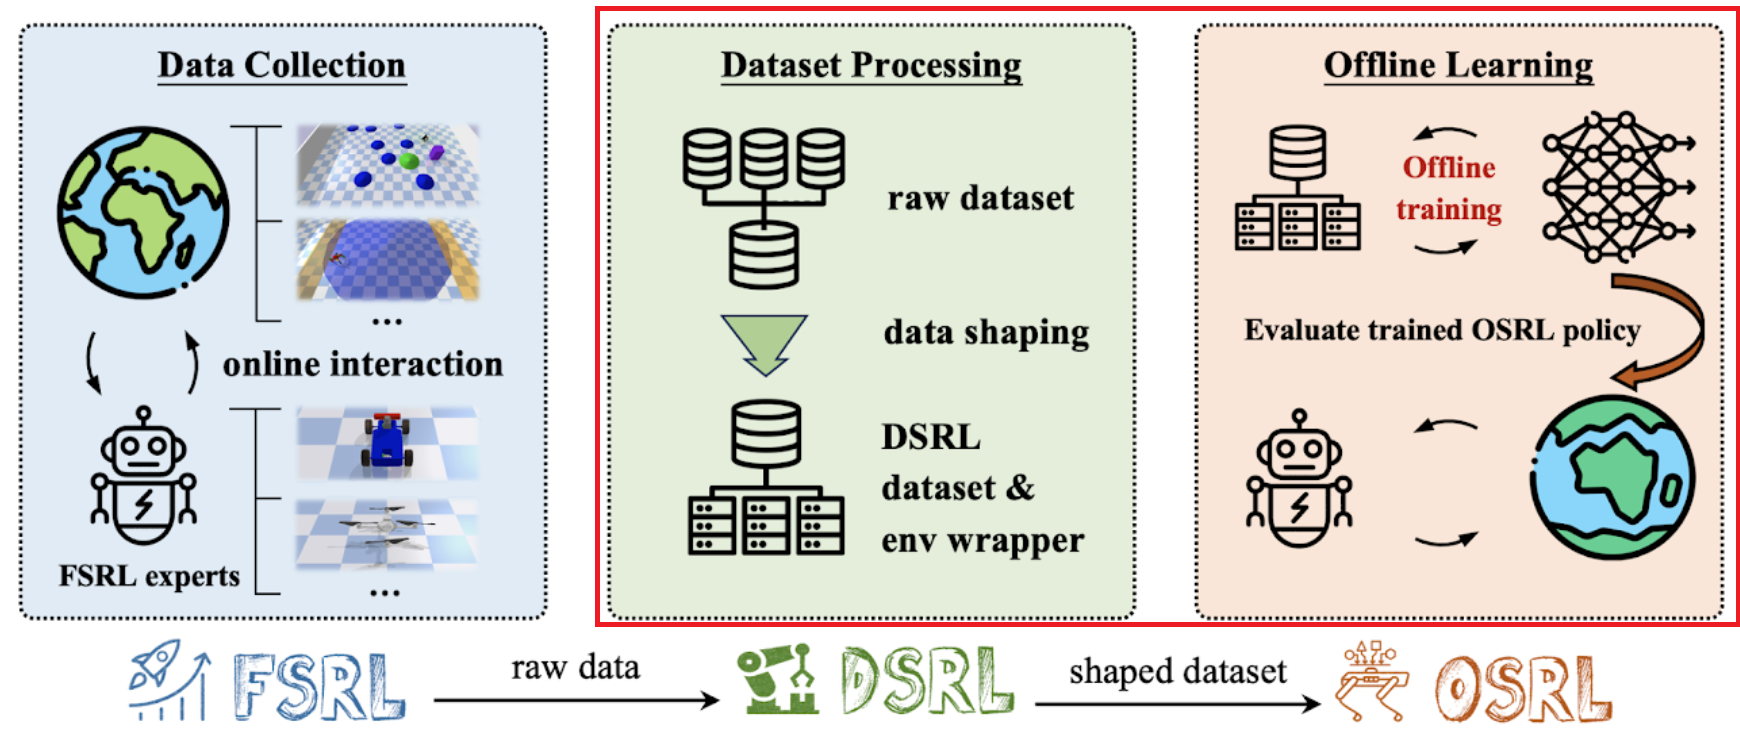 Data Collection
...
online interaction
FSRL experts
...
Dataset Processing
raw dataset
data shaping
DSRL
dataset &
env wrapper
Offline Learning
Offline
training
Evaluate trained OSRL policy
FSRL
raw data
DSRL
shaped dataset
OSRL